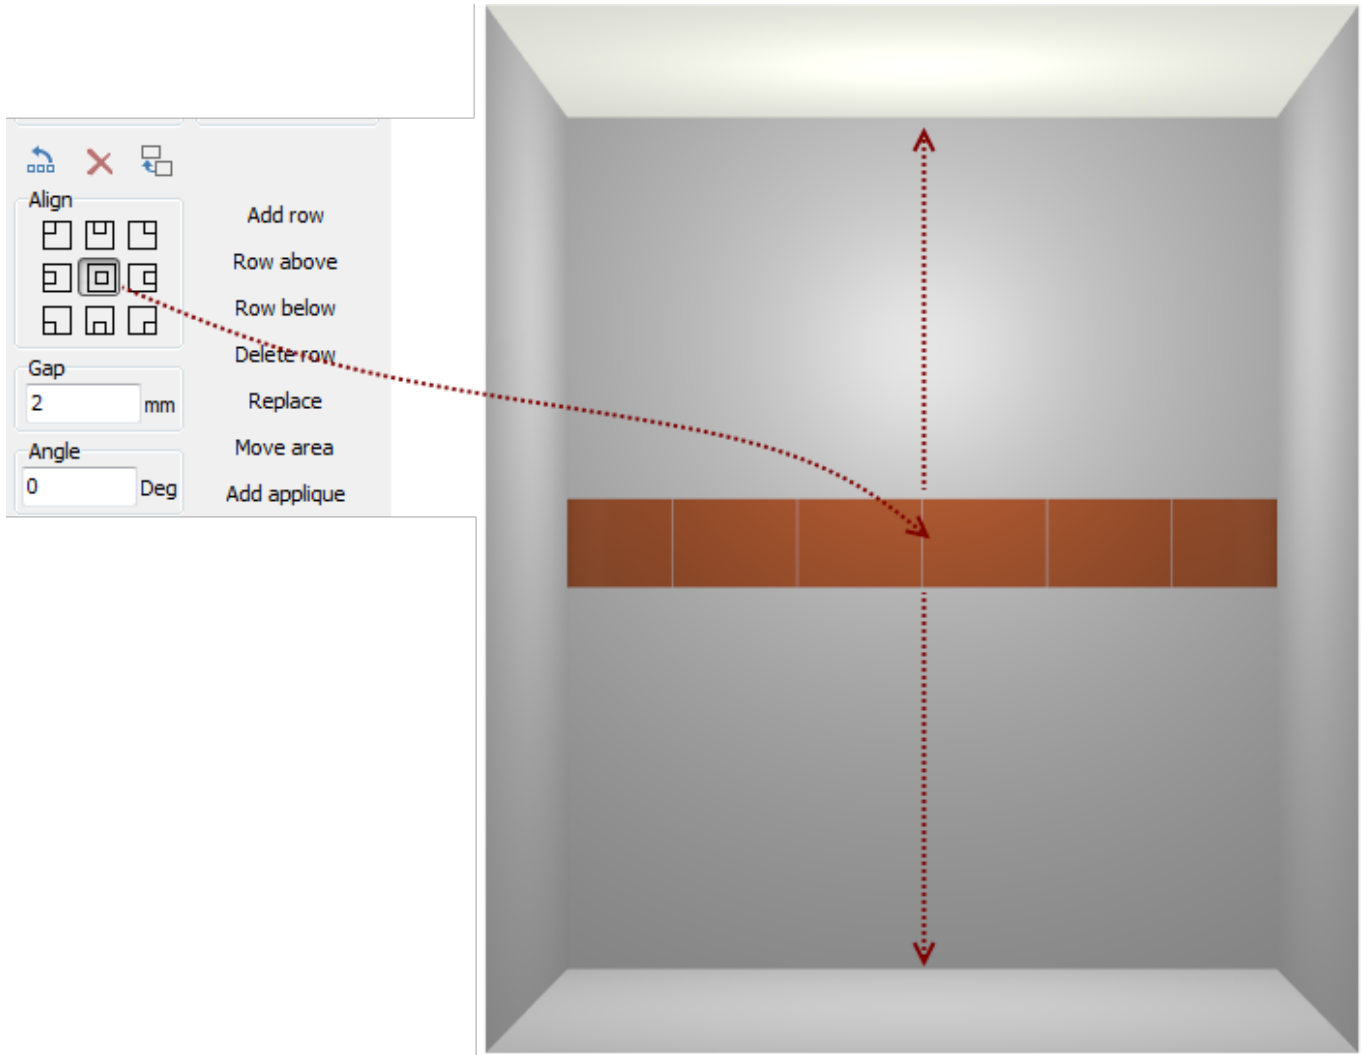 Align
Add row
Row above
Row below
Delete row
Gap
2 mm
Replace
Angle
Move area
0 Deg
Add applique